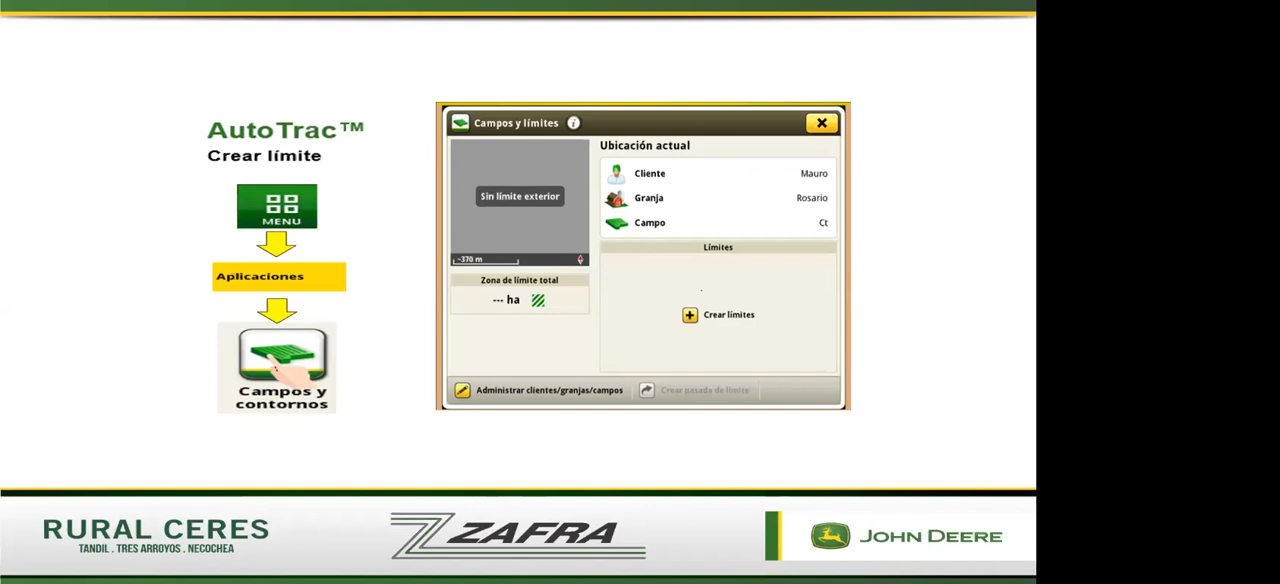 AutoTrac™
Crear límite
MENU
Aplicaciones
Campos y
contornos
Campos y límites
Sin límite exterior
~370 m
Zona de límite total
--- ha
Ubicación actual
Cliente Mauro
Granja Rosario
Campo Ct
Límites
Crear límites
Administrar clientes/granjas/campos
Crear pasada de límite
RURAL CERES
TANDIL . TRES ARROYOS . NECOCHEA
ZAFRA
JOHN DEERE